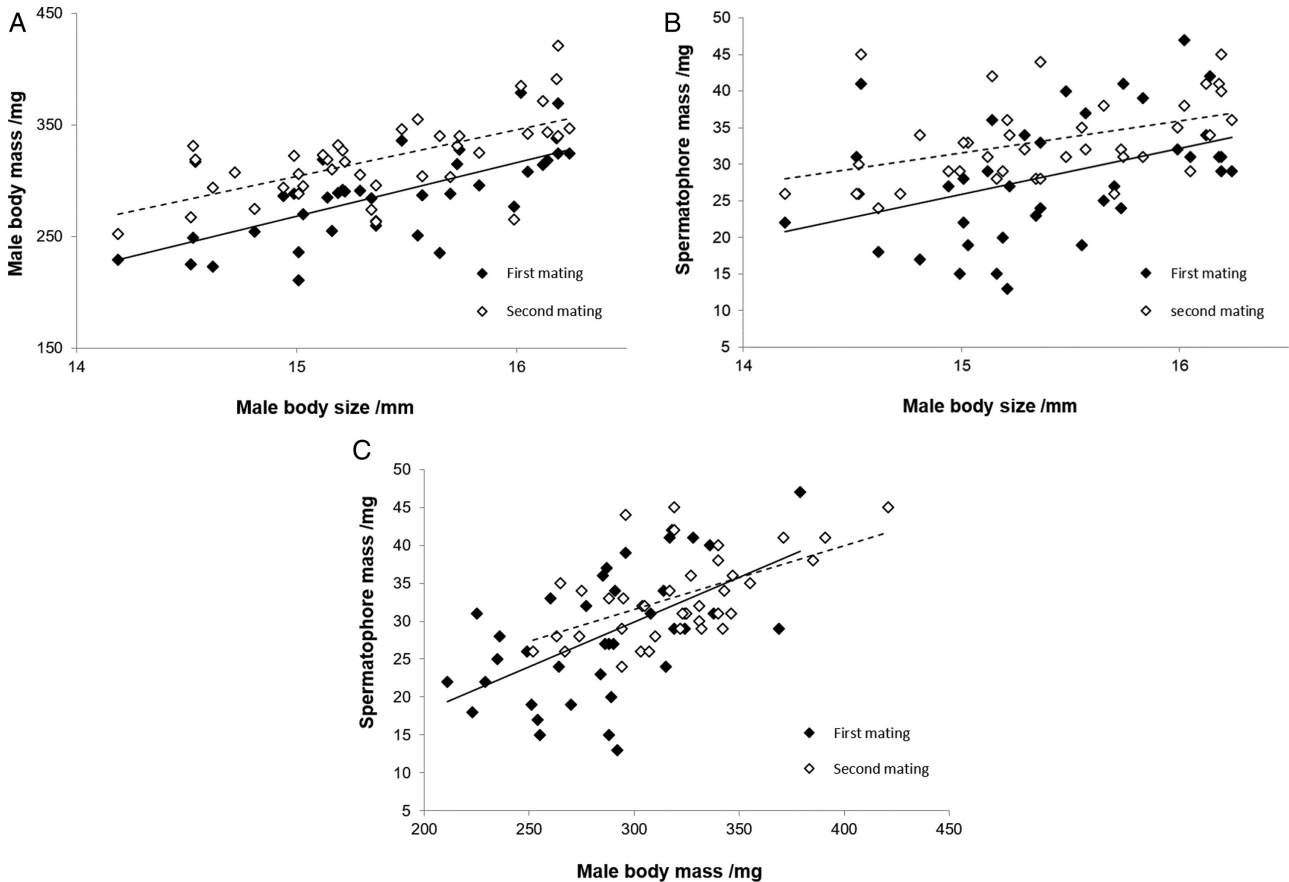 A
450
350
250
150
14
15
16
Male body mass /mg
Male body size /mm
First mating
Second mating
B
50
45
40
35
30
25
20
15
10
5
14
15
16
Spermatophore mass /mg
Male body size /mm
First mating
second mating
C
50
45
40
35
30
25
20
15
10
5
200
250
300
350
400
450
Spermatophore mass /mg
Male body mass /mg
First mating
Second mating